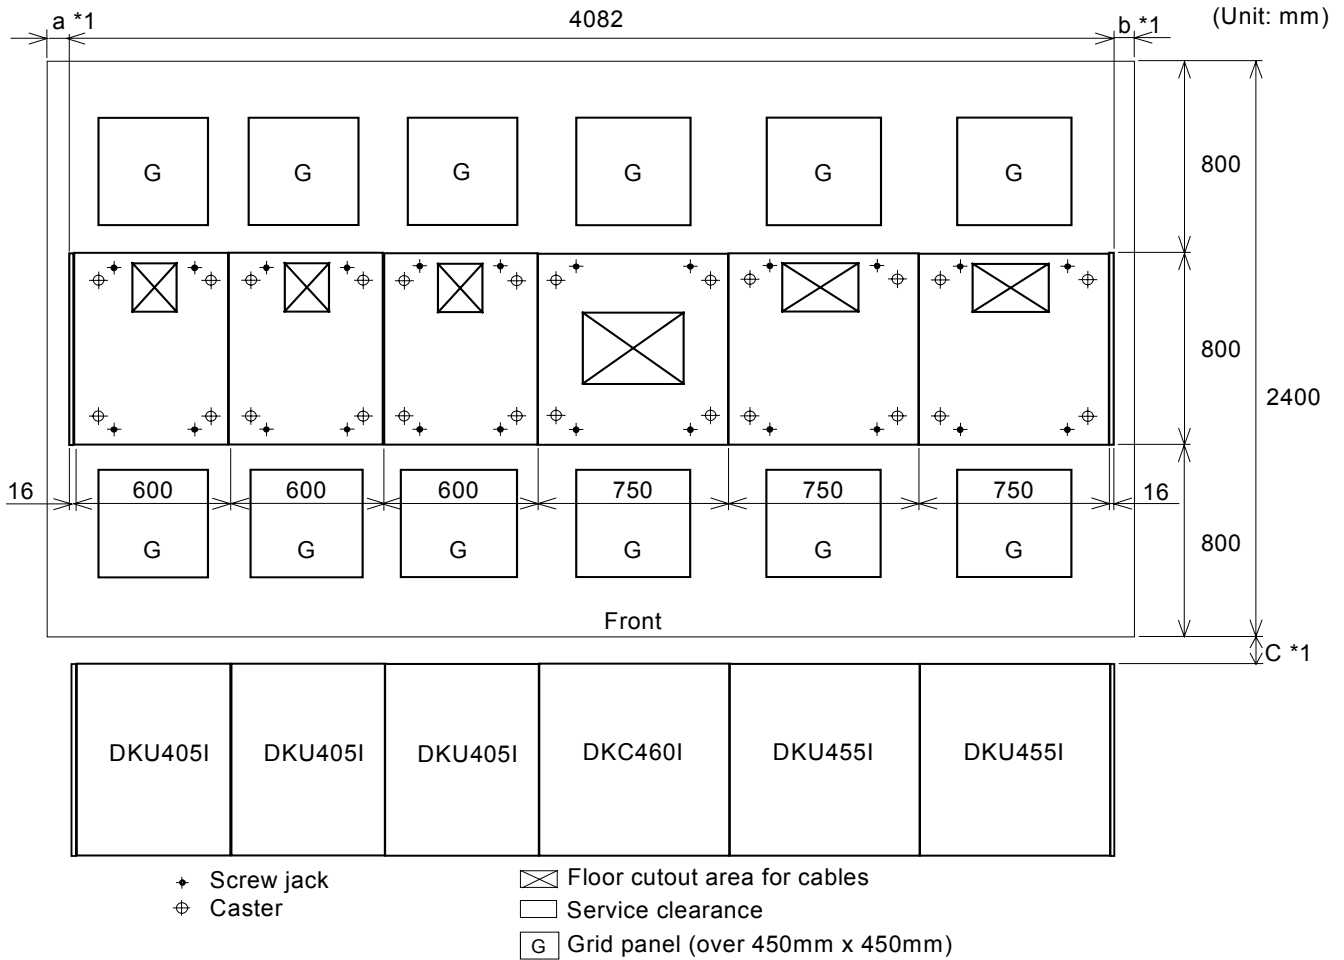 a *1
4082
b *1
(Unit: mm)
G G G G G G
800
800
2400
16 600 600 600 750 750 750 16
800
G G G G G G
Front
C *1
DKU405I DKU405I DKU405I DKC460I DKU455I DKU455I
Screw jack
Caster
Floor cutout area for cables
Service clearance
G Grid panel (over 450mm x 450mm)